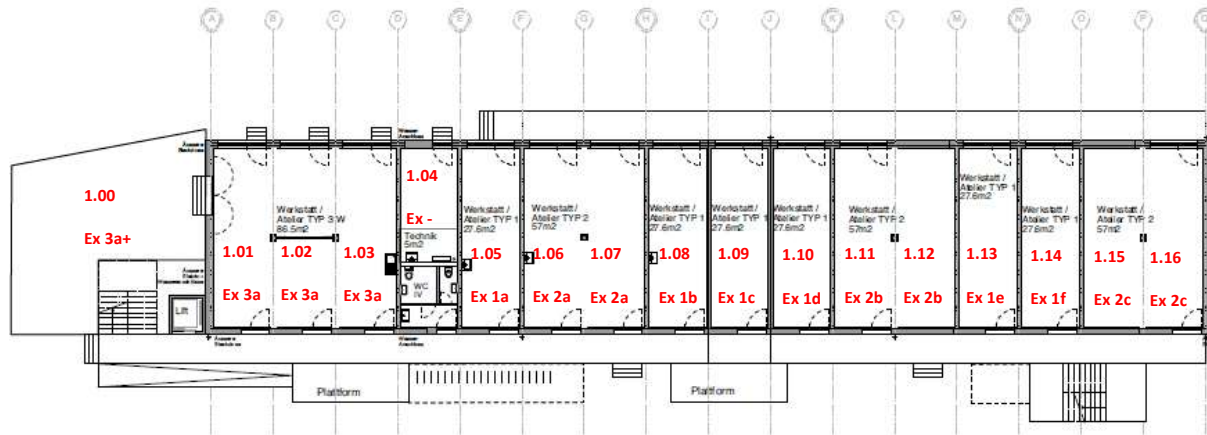 A B C D E F G H I J K L M N O P Q
Wasser
Anschluss
1.00
Ex 3a+
Lift
Werkstatt /
Atelier TYP 3 W
86.5m2
1.01
Ex 3a
1.02
Ex 3a
1.03
Ex 3a
1.04
Ex -
Technik
5m2
WC
IV
Werkstatt /
Atelier TYP 1
27.6m2
1.05
Ex 1a
Werkstatt /
Atelier TYP 2
57m2
1.06
Ex 2a
1.07
Ex 2a
Werkstatt /
Atelier TYP 1
27.6m2
1.08
Ex 1b
Werkstatt /
Atelier TYP 1
27.6m2
1.09
Ex 1c
Werkstatt /
Atelier TYP 1
27.6m2
1.10
Ex 1d
Werkstatt /
Atelier TYP 2
57m2
1.11
Ex 2b
1.12
Ex 2b
Werkstatt /
Atelier TYP 1
27.6m2
1.13
Ex 1e
Werkstatt /
Atelier TYP 1
27.6m2
1.14
Ex 1f
Werkstatt /
Atelier TYP 2
57m2
1.15
Ex 2c
1.16
Ex 2c
Wasser
Anschluss
Plattform
Plattform